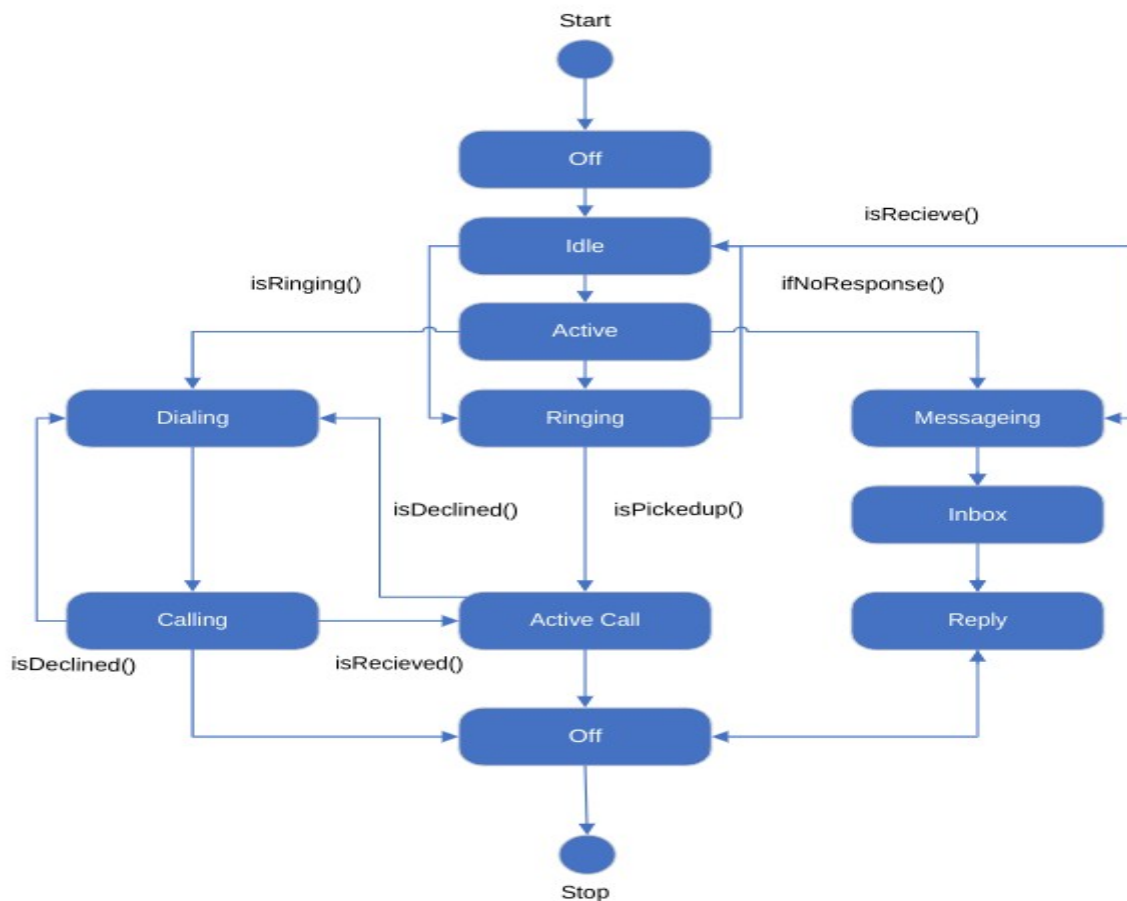 Start
Off
Idle
isRecieve()
isRinging()
ifNoResponse()
Active
Dialing
Ringing
Messageing
isDeclined()
isPickedup()
Inbox
Calling
Active Call
Reply
isDeclined()
isRecieved()
Off
Stop